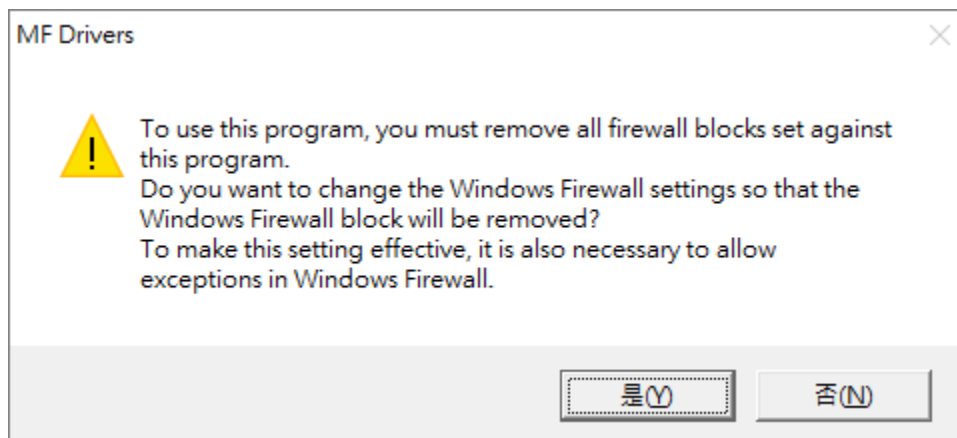 MF Drivers
To use this program, you must remove all firewall blocks set against
this program.
Do you want to change the Windows Firewall settings so that the
Windows Firewall block will be removed?
To make this setting effective, it is also necessary to allow
exceptions in Windows Firewall.
是(Y)
否(N)